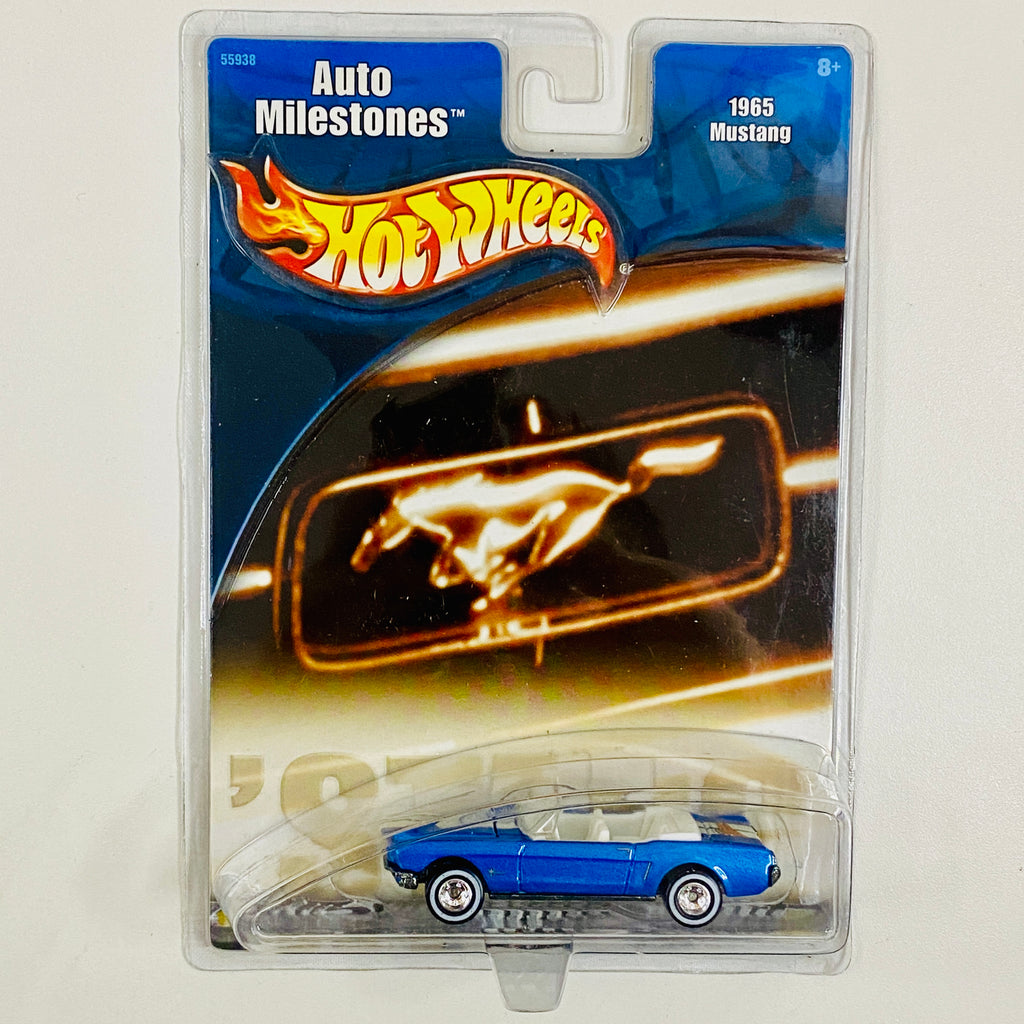 55938
Auto
Milestones™
8+
1965
Mustang
Hot Wheels